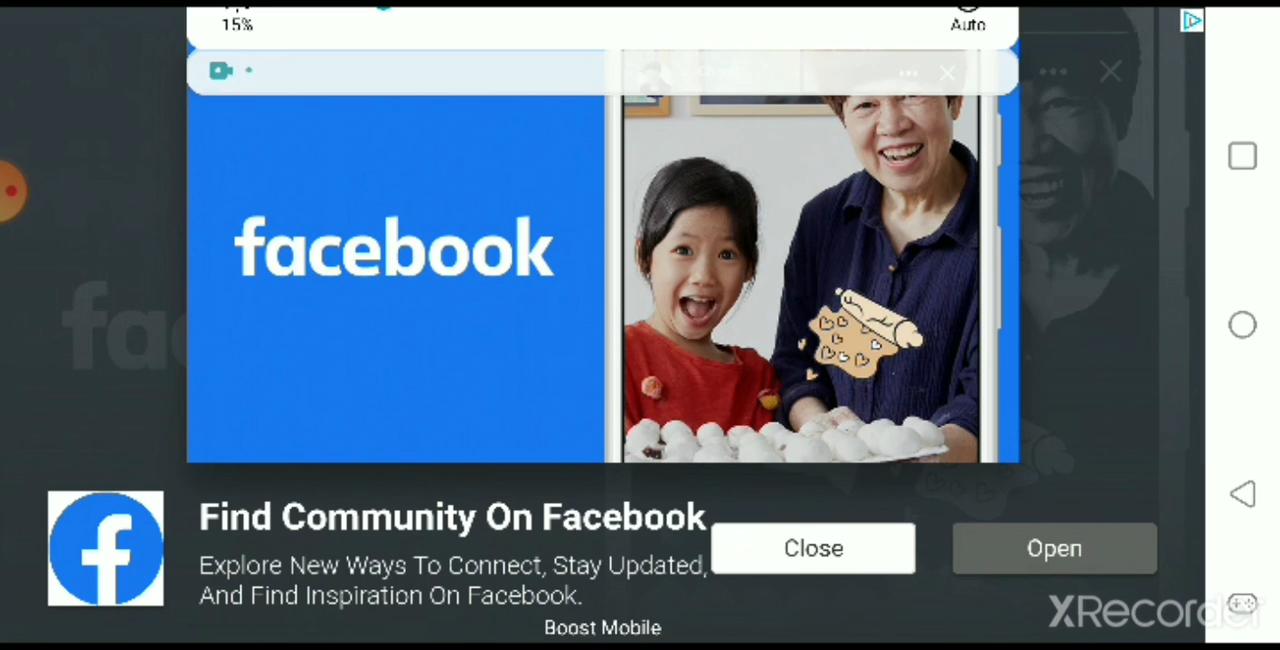 15%
Auto
facebook
fac
Find Community On Facebook
Explore New Ways To Connect, Stay Updated,
And Find Inspiration On Facebook.
Close
Open
Boost Mobile
XRecorder